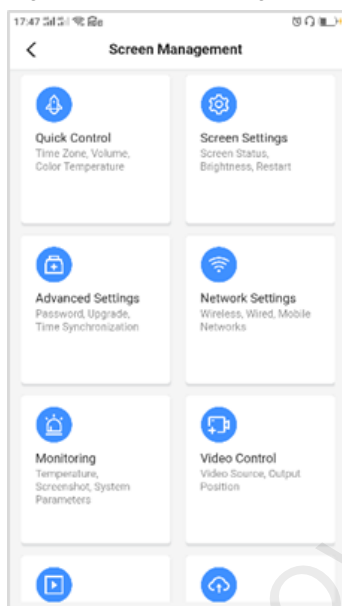 17:47
Screen Management
Quick Control
Time Zone, Volume,
Color Temperature
Screen Settings
Screen Status,
Brightness, Restart
Advanced Settings
Password, Upgrade,
Time Synchronization
Network Settings
Wireless, Wired, Mobile
Networks
Monitoring
Temperature,
Screenshot, System
Parameters
Video Control
Video Source, Output
Position